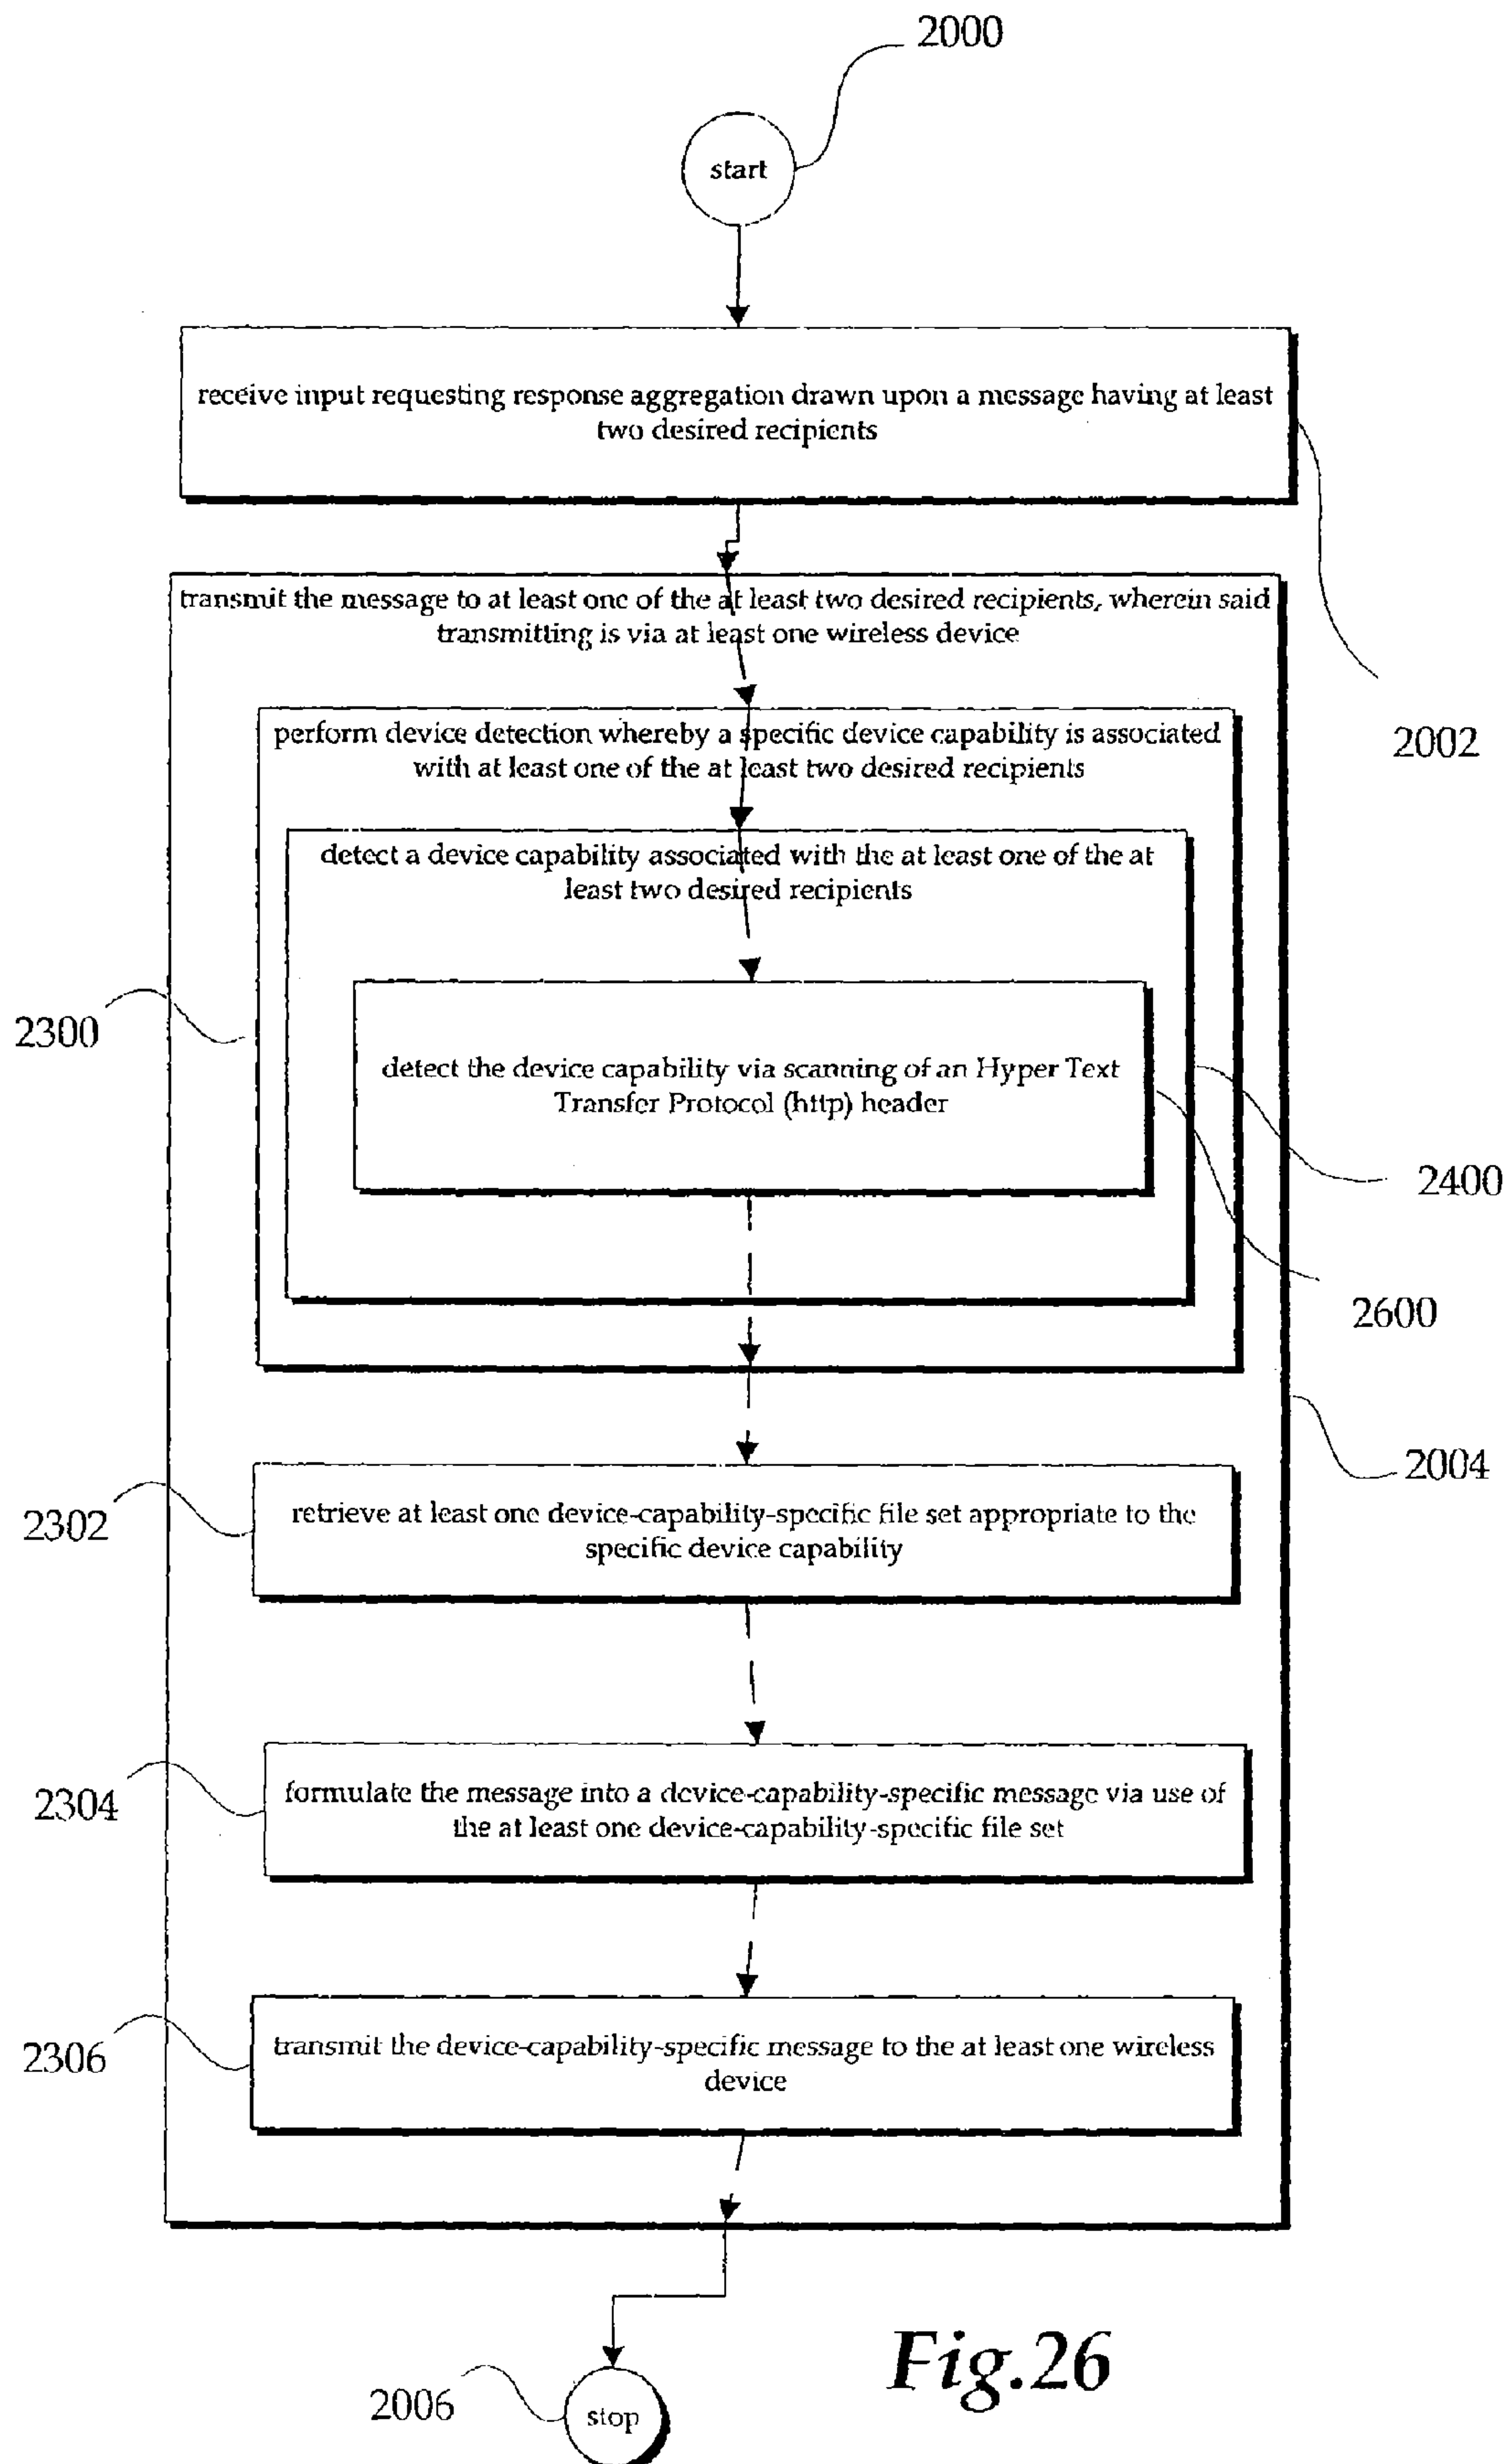 2000
start
receive input requesting response aggregation drawn upon a message having at least
two desired recipients
2002
transmit the message to at least one of the at least two desired recipients, wherein said
transmitting is via at least one wireless device
perform device detection whereby a specific device capability is associated
with at least one of the at least two desired recipients
detect a device capability associated with the at least one of the at
least two desired recipients
2300
detect the device capability via scanning of an Hyper Text
Transfer Protocol (http) header
2400
2600
2004
2302
retrieve at least one device-capability-specific file set appropriate to the
specific device capability
2304
formulate the message into a device-capability-specific message via use of
the at least one device-capability-specific file set
2306
transmit the device-capability-specific message to the at least one wireless
device
2006
stop
Fig.26